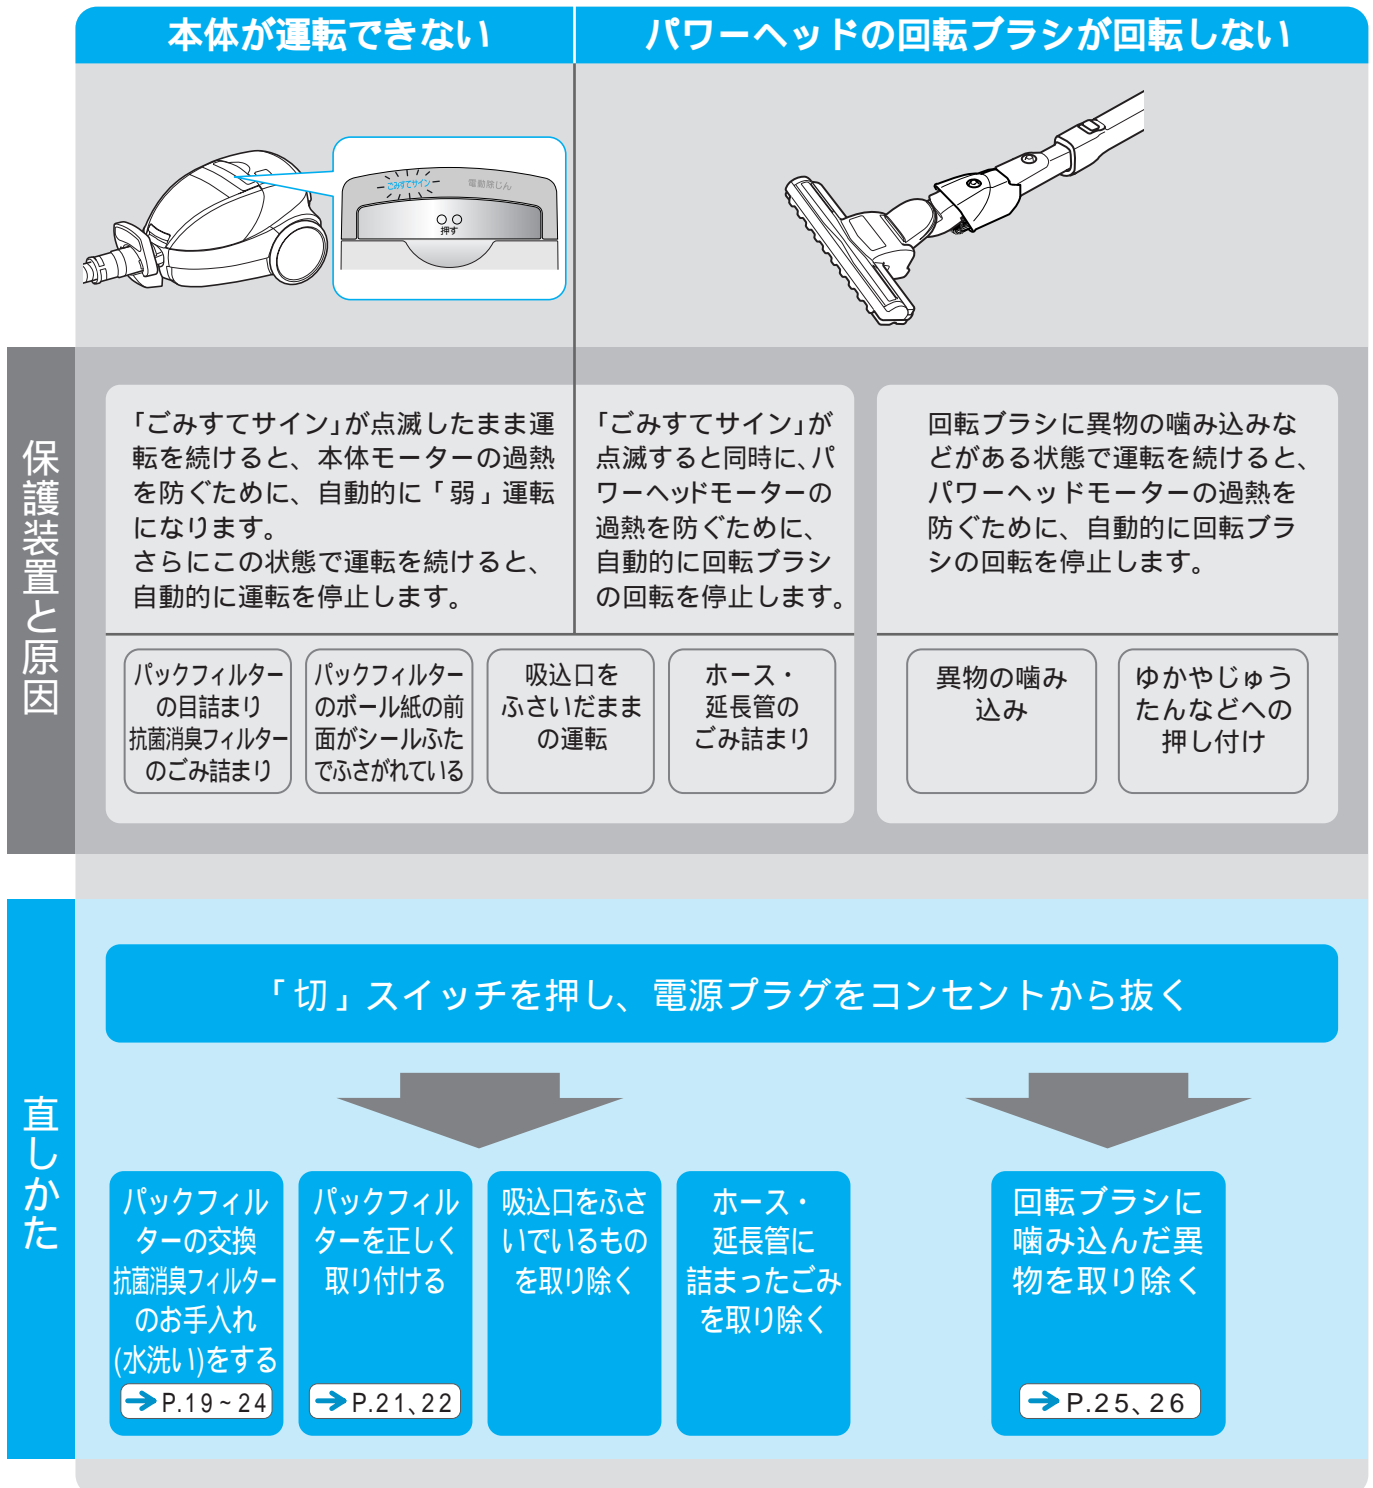 本体が運転できない
パワーヘッドの回転ブラシが回転しない
ごみすてサイン
電動除じん
押す
保護装置と原因
「ごみすてサイン」が点滅したまま運
転を続けると、本体モーターの過熱
を防ぐために、自動的に「弱」運転
になります。
さらにこの状態で運転を続けると、
自動的に運転を停止します。
「ごみすてサイン」が
点滅すると同時に、パ
ワーヘッドモーターの
過熱を防ぐために、
自動的に回転ブラシ
の回転を停止します。
回転ブラシに異物の噛み込みな
どがある状態で運転を続けると、
パワーヘッドモーターの過熱を
防ぐために、自動的に回転ブラ
シの回転を停止します。
パックフィルター
の目詰まり
抗菌消臭フィルター
のごみ詰まり
パックフィルター
のボール紙の前
面がシールふた
でふさがれている
吸込口を
ふさいだまま
の運転
ホース・
延長管の
ごみ詰まり
異物の噛み
込み
ゆかやじゅう
たんなどへの
押し付け
直しかた
「切」スイッチを押し、電源プラグをコンセントから抜く
パックフィル
ターの交換
抗菌消臭フィルター
のお手入れ
(水洗い)をする
→P.19~24
パックフィル
ターを正しく
取り付ける
→P.21、22
吸込口をふさ
いでいるもの
を取り除く
ホース・
延長管に
詰まったごみ
を取り除く
回転ブラシに
噛み込んだ異
物を取り除く
→P.25、26